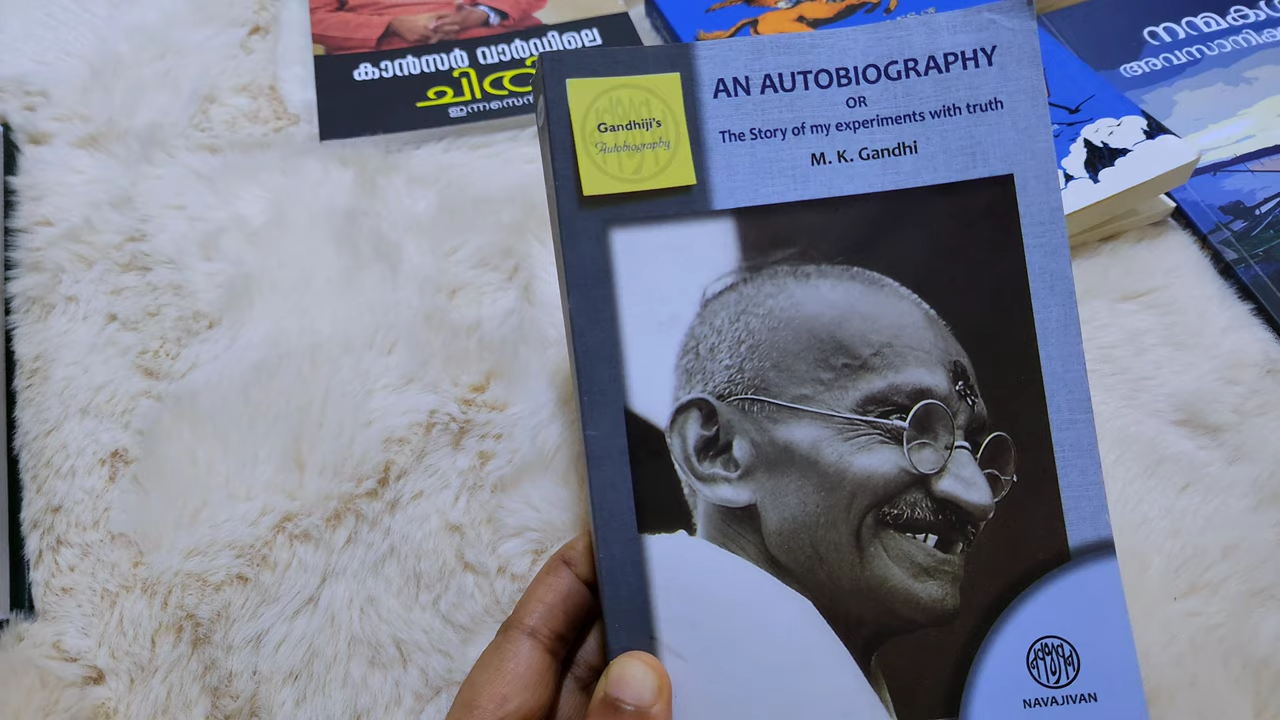 കാൻസർ വാർഡിലെ
AN AUTOBIOGRAPHY
OR
The Story of my experiments with truth
M. K. Gandhi
Gandhiji's
Autobiography
NAVAJIVAN